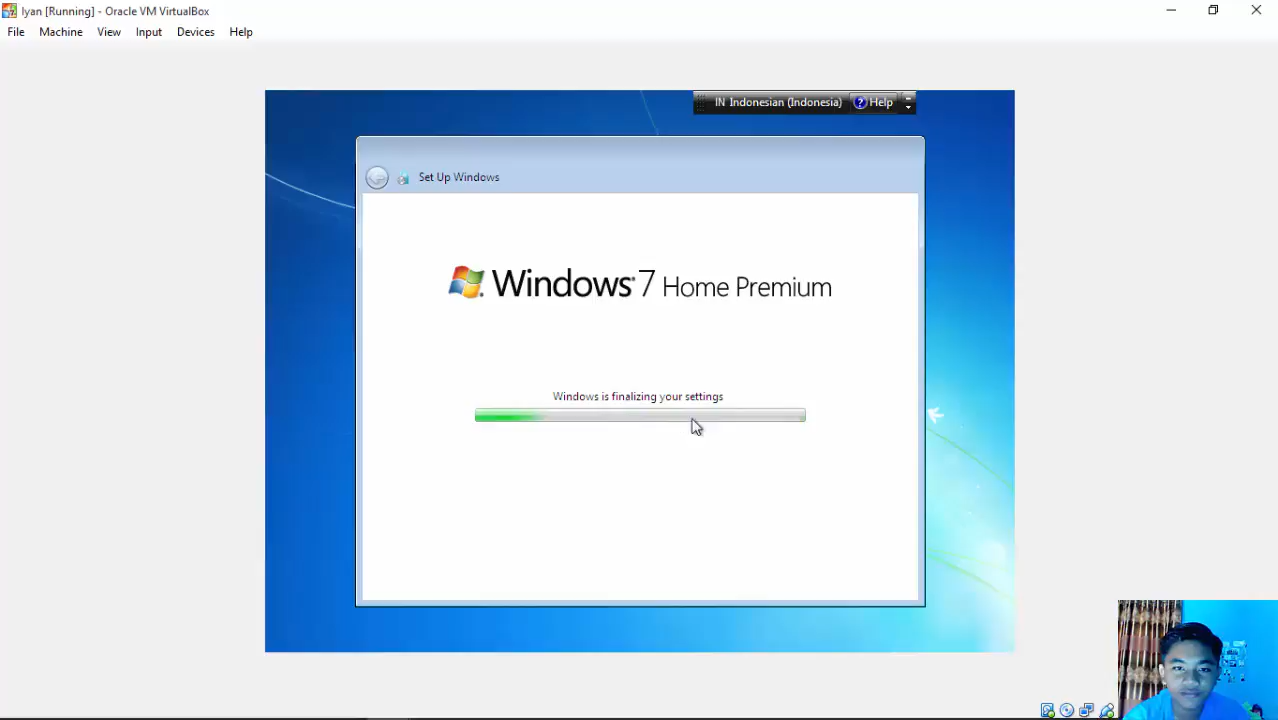 Iyan [Running] - Oracle VM VirtualBox
File Machine View Input Devices Help
IN Indonesian (Indonesia) Help
Set Up Windows
Windows 7 Home Premium
Windows is finalizing your settings